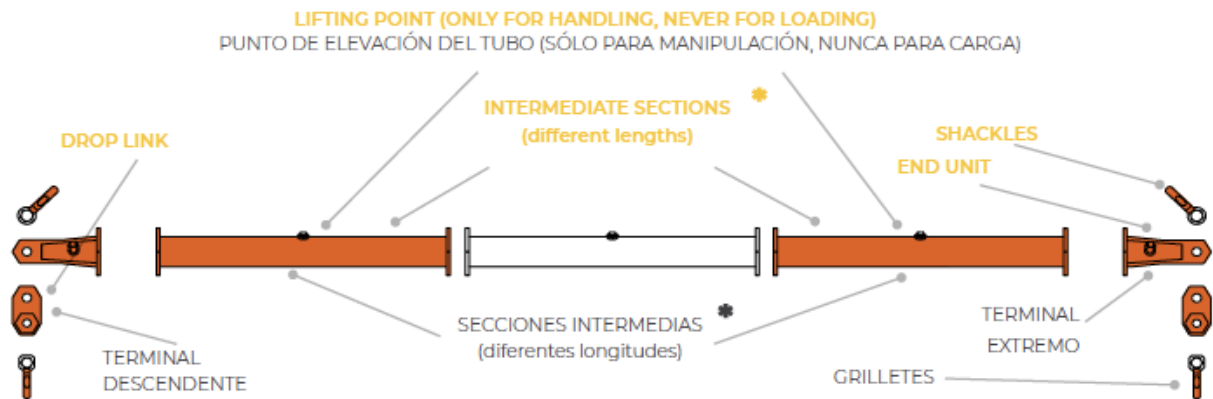 LIFTING POINT (ONLY FOR HANDLING, NEVER FOR LOADING)
PUNTO DE ELEVACIÓN DEL TUBO (SÓLO PARA MANIPULACIÓN, NUNCA PARA CARGA)
INTERMEDIATE SECTIONS *
(different lengths)
DROP LINK
SHACKLES
END UNIT
SECCIONES INTERMEDIAS *
(diferentes longitudes)
TERMINAL
DESCENDENTE
TERMINAL
EXTREMO
GRILLETES